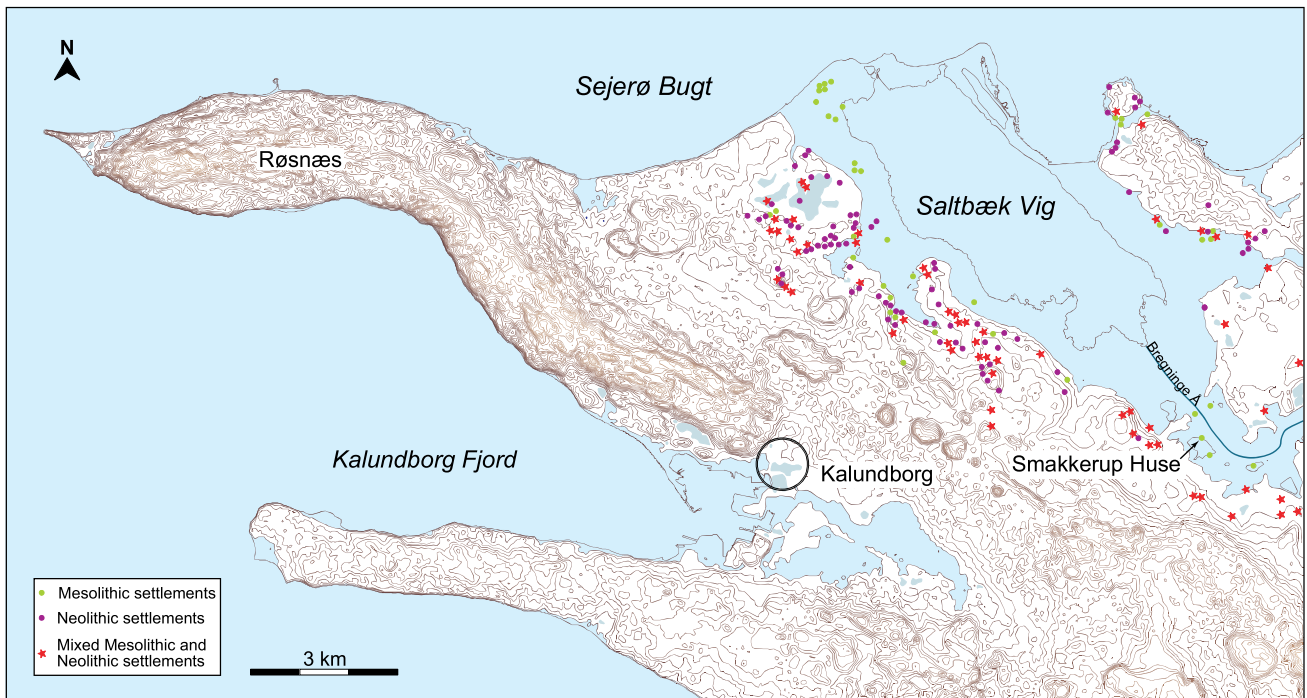 N
Sejerø Bugt
Røsnæs
Saltbæk Vig
Bregninge Å
Kalundborg Fjord
Kalundborg
Smakkerup Huse
Mesolithic settlements
Neolithic settlements
Mixed Mesolithic and
Neolithic settlements
3 km